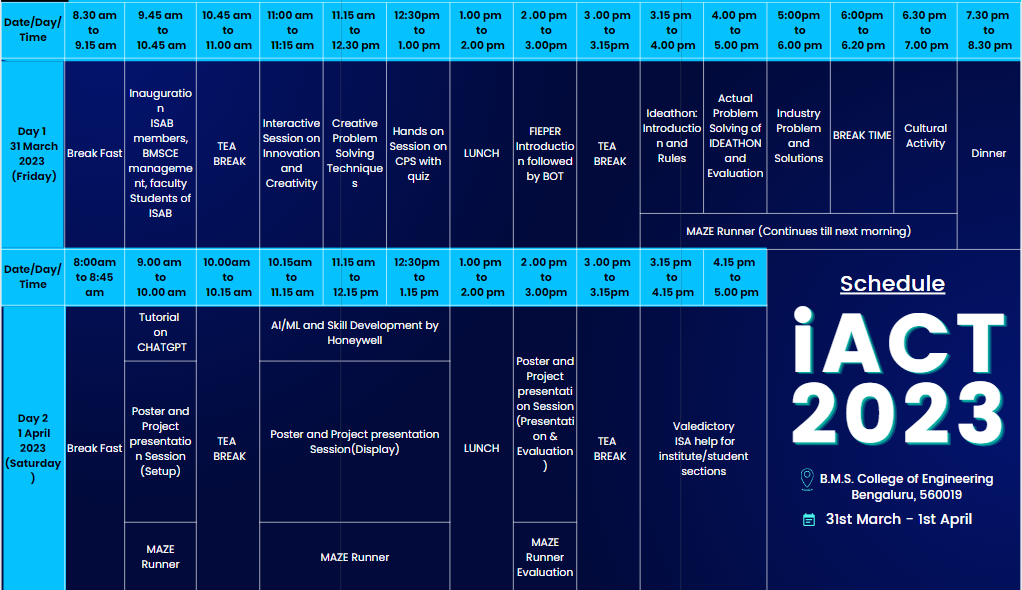 Date/Day/
Time
8.30 am
to
9.15 am
9.45 am
to
10.45 am
10.45 am
to
11.00 am
11:00 am
to
11:15 am
11.15 am
to
12.30 pm
12:30pm
to
1.00 pm
1.00 pm
to
2.00 pm
2 .00 pm
to
3.00pm
3 .00 pm
to
3.15pm
3.15 pm
to
4.00 pm
4.00 pm
to
5.00 pm
5:00pm
to
6.00 pm
6:00pm
to
6.20 pm
6.30 pm
to
7.00 pm
7.30 pm
to
8.30 pm
Day 1
31 March
2023
(Friday)
Break Fast
Inauguratio
n
ISAB
members,
BMSCE
manageme
nt, faculty
Students of
ISAB
TEA
BREAK
Interactive
Session on
Innovation
and
Creativity
Creative
Problem
Solving
Technique
s
Hands on
Session on
CPS with
quiz
LUNCH
FIEPER
Introductio
n followed
by BOT
TEA
BREAK
Ideathon:
Introductio
n and
Rules
Actual
Problem
Solving of
IDEATHON
and
Evaluation
Industry
Problem
and
Solutions
BREAK TIME
Cultural
Activity
Dinner
MAZE Runner (Continues till next morning)
Date/Day/
Time
8:00am
to 8:45
am
9.00 am
to
10.00 am
10.00am
to
10.15 am
10.15am
to
11.15 am
11.15 am
to
12.15 pm
12:30pm
to
1.15 pm
1.00 pm
to
2.00 pm
2 .00 pm
to
3.00pm
3 .00 pm
to
3.15pm
3.15 pm
to
4.15 pm
4.15 pm
to
5.00 pm
Day 2
1 April
2023
(Saturday
)
Break Fast
Tutorial
on
CHATGPT
Poster and
Project
presentatio
n Session
(Setup)
MAZE
Runner
TEA
BREAK
AI/ML and Skill Development by
Honeywell
Poster and Project presentation
Session(Display)
MAZE Runner
LUNCH
Poster and
Project
presentati
on Session
(Presentati
on &
Evaluation
)
MAZE
Runner
Evaluation
TEA
BREAK
Valedictory
ISA help for
institute/student
sections
Schedule
iACT
2023
B.M.S. College of Engineering
Bengaluru, 560019
31st March - 1st April